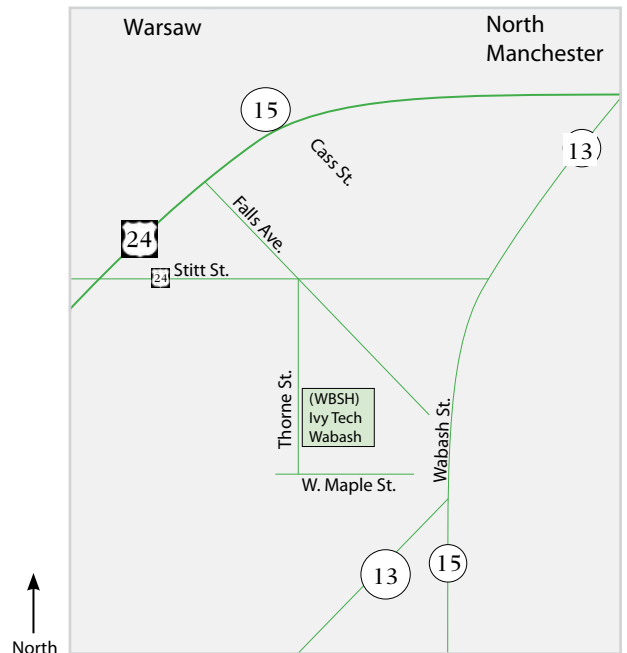 Warsaw
North
Manchester
15
13
Cass St.
Falls Ave.
24
24
Stitt St.
Thorne St.
(WBSH)
Ivy Tech
Wabash
Wabash St.
W. Maple St.
13
15
North